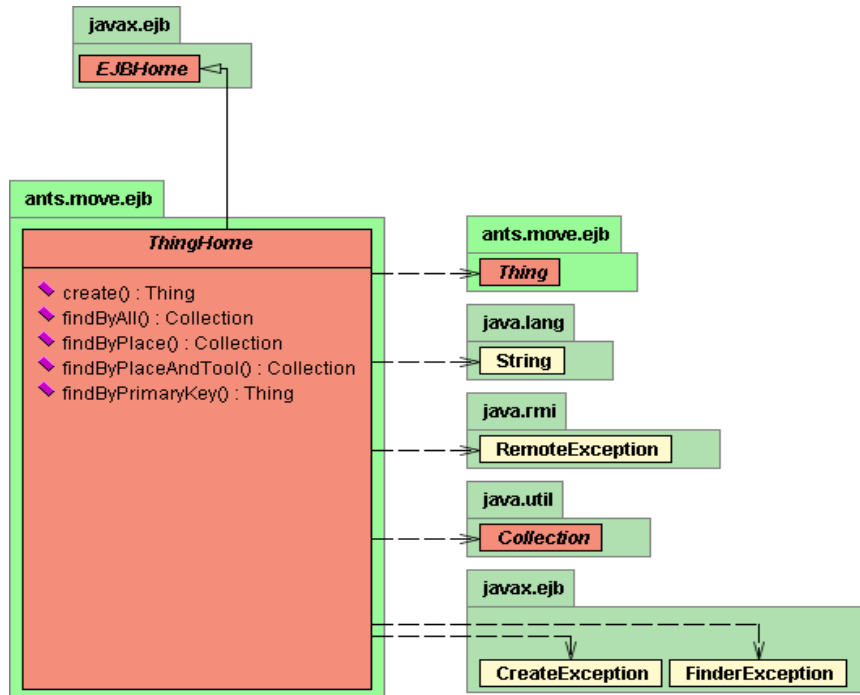 javax.ejb
EJBHome
ants.move.ejb
ThingHome
create() : Thing
findByAll() : Collection
findByPlace() : Collection
findByPlaceAndTool() : Collection
findByPrimaryKey() : Thing
ants.move.ejb
Thing
java.lang
String
java.rmi
RemoteException
java.util
Collection
javax.ejb
CreateException
FinderException